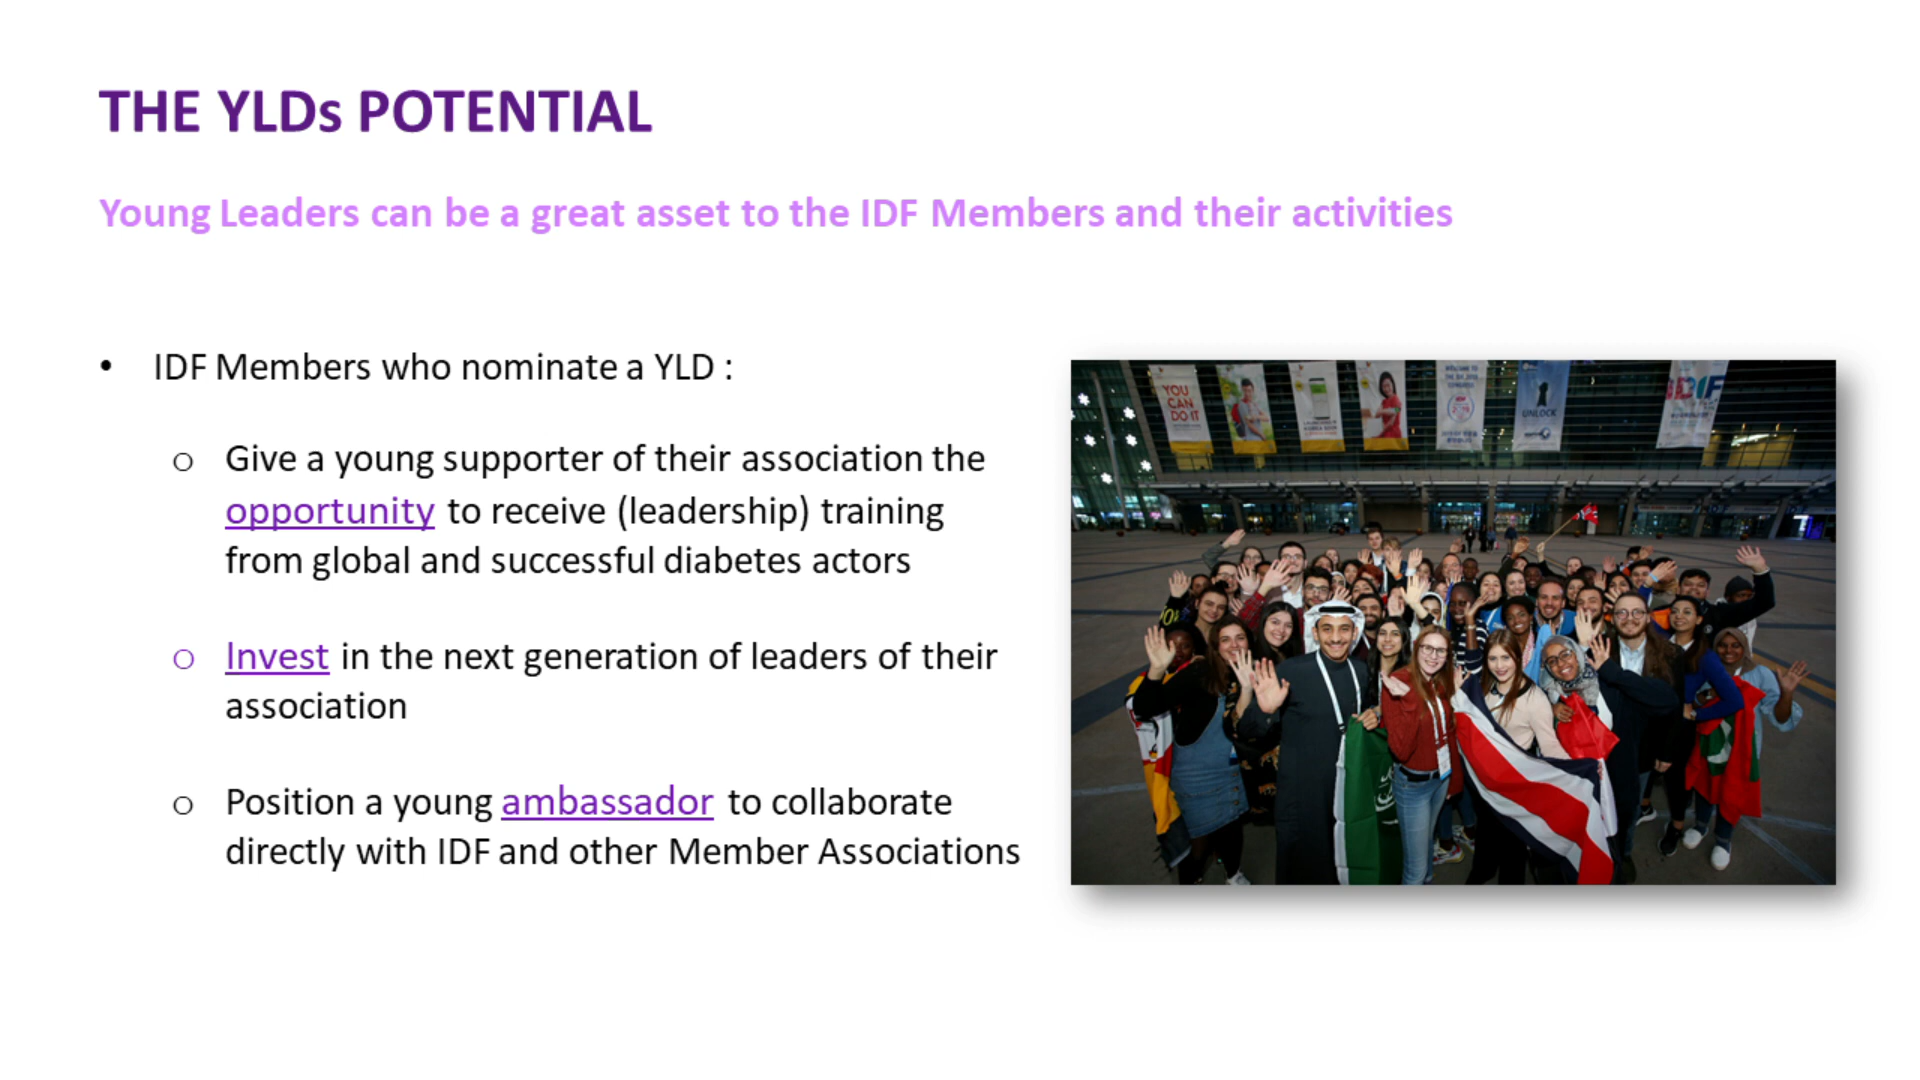 THE YLDs POTENTIAL
Young Leaders can be a great asset to the IDF Members and their activities
• IDF Members who nominate a YLD :
o Give a young supporter of their association the
opportunity to receive (leadership) training
from global and successful diabetes actors
o Invest in the next generation of leaders of their
association
o Position a young ambassador to collaborate
directly with IDF and other Member Associations
YOU
CAN
DO IT
UNLOCK
IDF